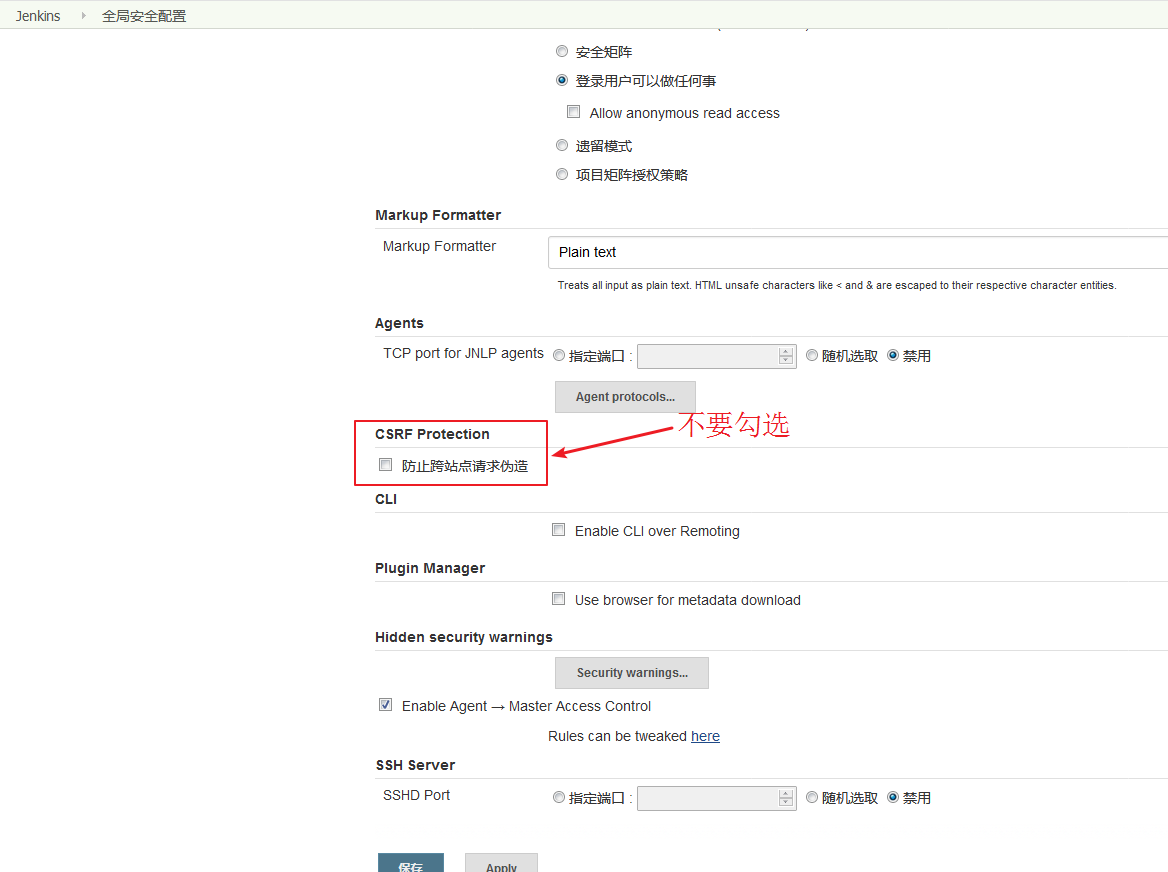 Jenkins 全局安全配置
安全矩阵
登录用户可以做任何事
Allow anonymous read access
遗留模式
项目矩阵授权策略
Markup Formatter
Markup Formatter Plain text
Treats all input as plain text. HTML unsafe characters like < and & are escaped to their respective character entities.
Agents
TCP port for JNLP agents 指定端口 : 随机选取 禁用
Agent protocols...
不要勾选
CSRF Protection
防止跨站点请求伪造
CLI
Enable CLI over Remoting
Plugin Manager
Use browser for metadata download
Hidden security warnings
Security warnings...
Enable Agent → Master Access Control
Rules can be tweaked here
SSH Server
SSHD Port 指定端口 : 随机选取 禁用
保存 Apply